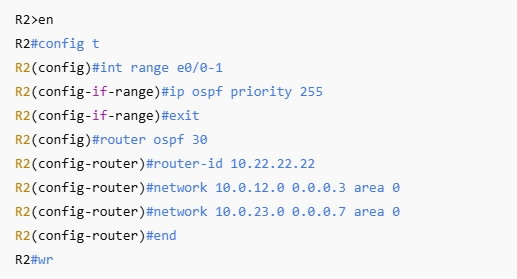 R2>en
R2#config t
R2(config)#int range e0/0-1
R2(config-if-range)#ip ospf priority 255
R2(config-if-range)#exit
R2(config)#router ospf 30
R2(config-router)#router-id 10.22.22.22
R2(config-router)#network 10.0.12.0 0.0.0.3 area 0
R2(config-router)#network 10.0.23.0 0.0.0.7 area 0
R2(config-router)#end
R2#wr